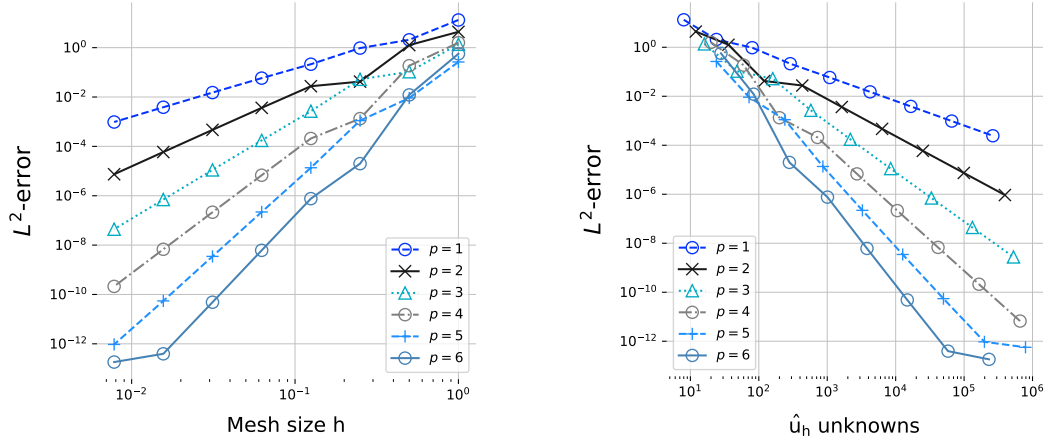 10^0
10^-2
10^-4
10^-6
10^-8
10^-10
10^-12
L^2-error
10^-2
10^-1
10^0
Mesh size h
p = 1
p = 2
p = 3
p = 4
p = 5
p = 6
10^0
10^-2
10^-4
10^-6
10^-8
10^-10
10^-12
L^2-error
10^1
10^2
10^3
10^4
10^5
10^6
û_h unknowns
p = 1
p = 2
p = 3
p = 4
p = 5
p = 6